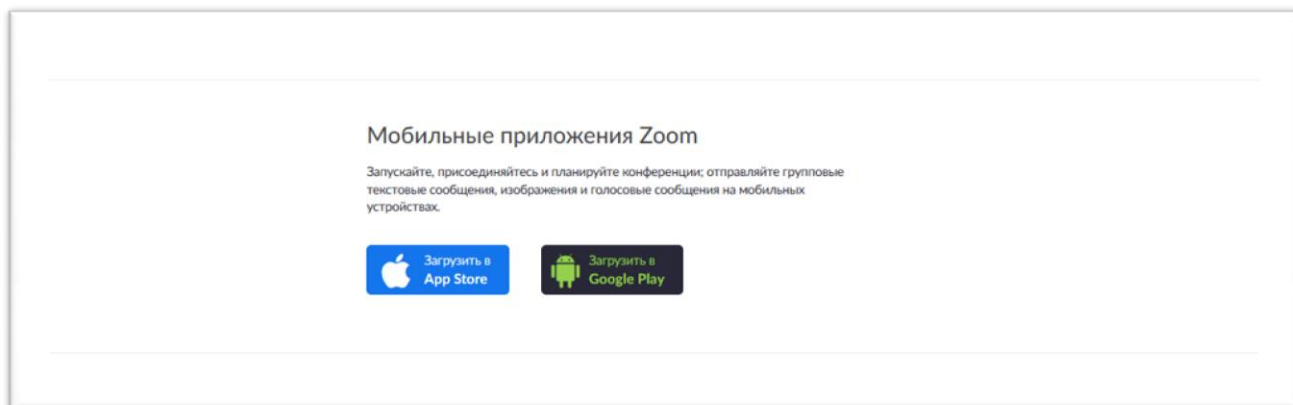 Мобильные приложения Zoom
Запускайте, присоединяйтесь и планируйте конференции; отправляйте групповые
текстовые сообщения, изображения и голосовые сообщения на мобильных
устройствах.
Загрузить в
App Store
Загрузить в
Google Play